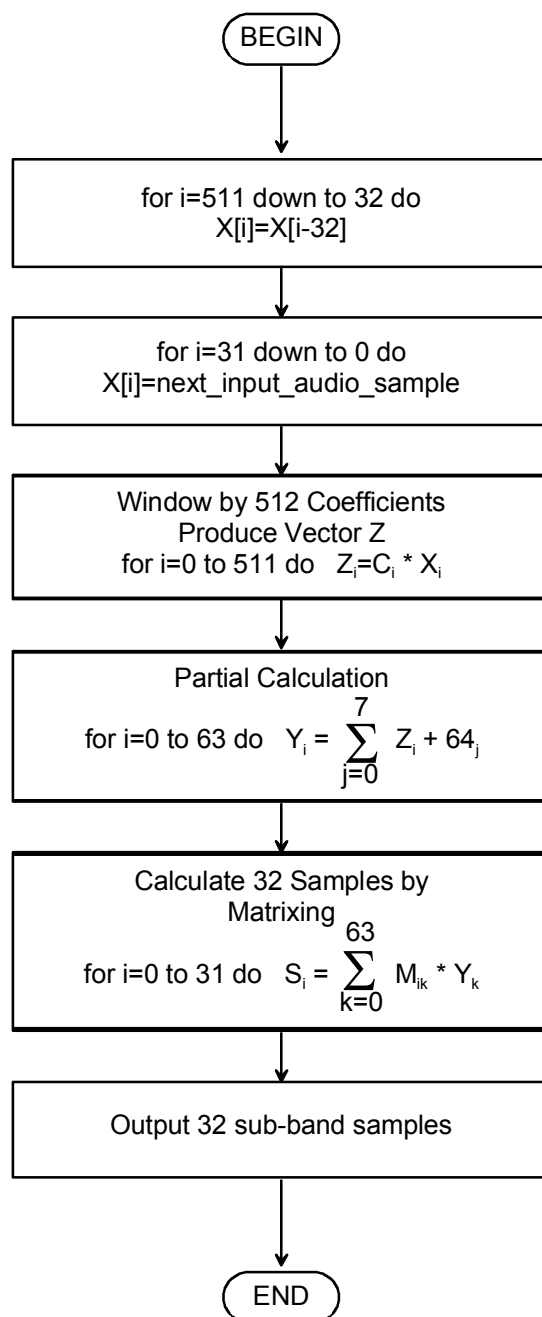 BEGIN
for i=511 down to 32 do
X[i]=X[i-32]
for i=31 down to 0 do
X[i]=next_input_audio_sample
Window by 512 Coefficients
Produce Vector Z
for i=0 to 511 do Zᵢ=Cᵢ * Xᵢ
Partial Calculation
7
for i=0 to 63 do Yᵢ = ∑ Zᵢ + 64ⱼ
j=0
Calculate 32 Samples by
Matrixing
63
for i=0 to 31 do Sᵢ = ∑ Mᵢₖ * Yₖ
k=0
Output 32 sub-band samples
END